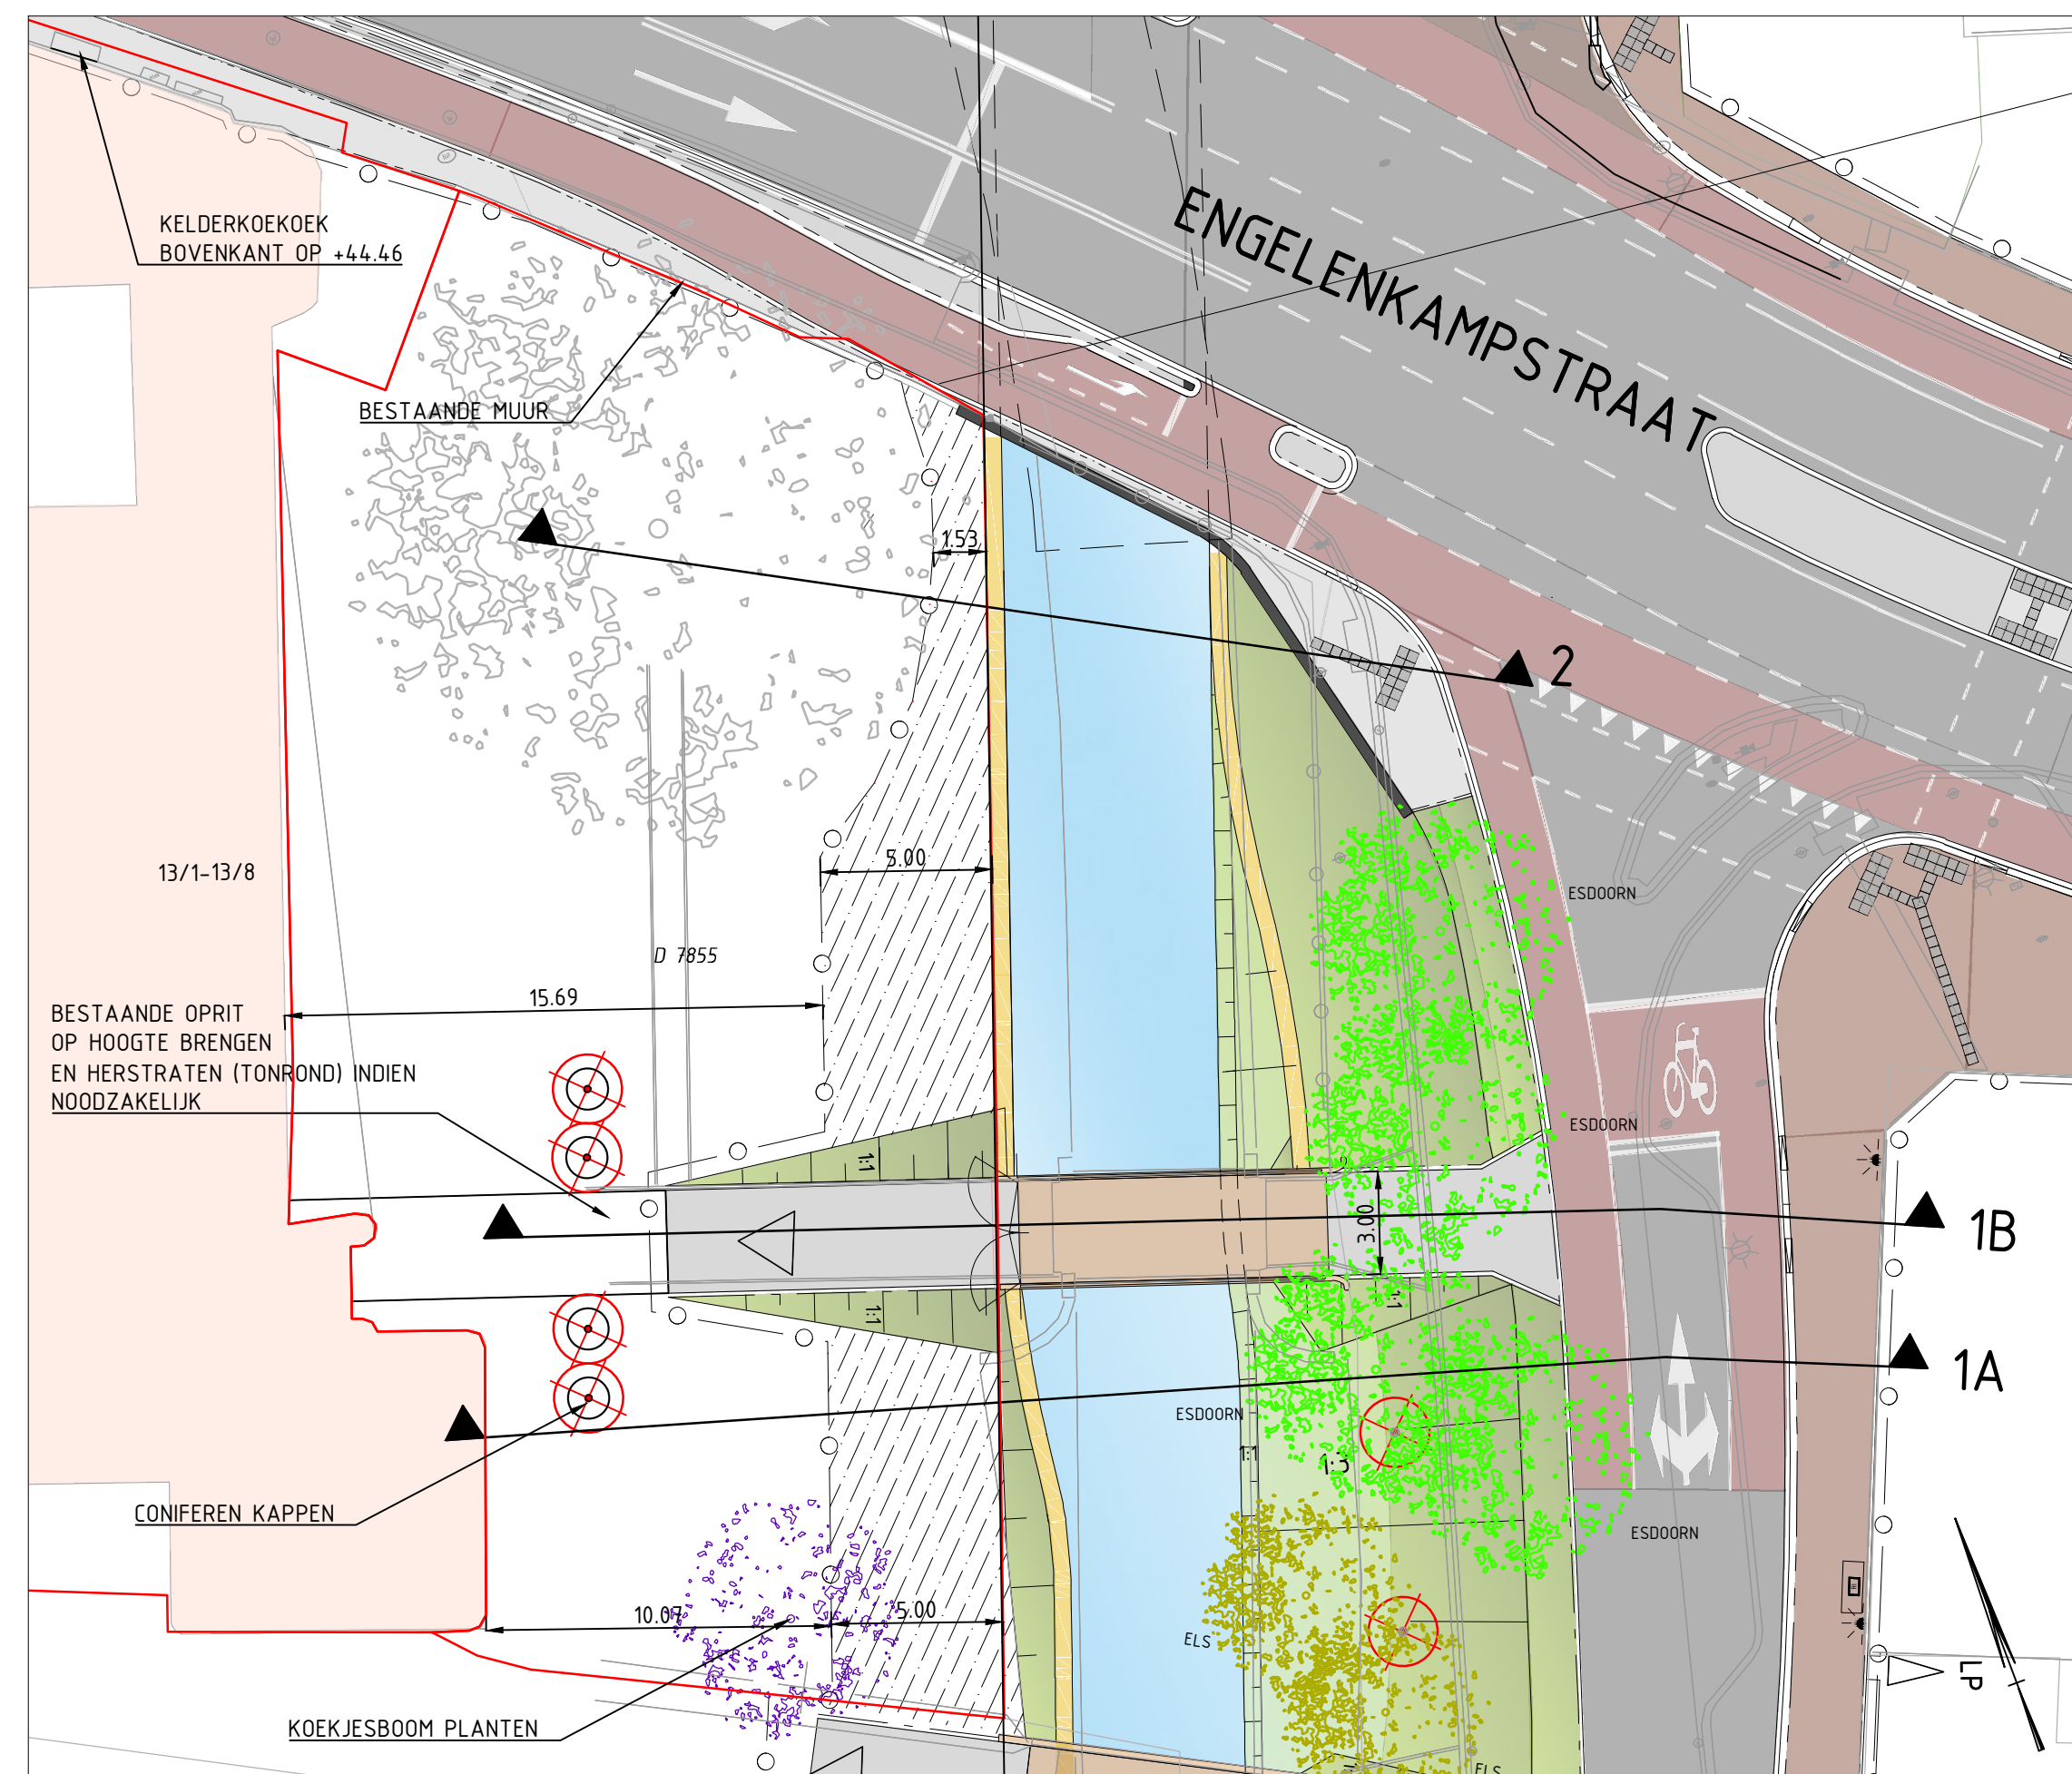 KELDERKOEKOEK
BOVENKANT OP +44.46
ENGELENKAMPSTRAAT
BESTAANDE MUUR
1.53
2
5.00
13/1-13/8
ESDOORN
D 7855
15.69
BESTAANDE OPRIT
OP HOOGTE BRENGEN
EN HERSTRATEN (TONROND) INDIEN
NOODZAKELIJK
ESDOORN
1:1
3.00
1B
1:1
1:1
1A
ESDOORN
1:1
1:3
CONIFEREN KAPPEN
ESDOORN
10.07
5.00
ELS
LP
KOEKJESBOOM PLANTEN
ELS